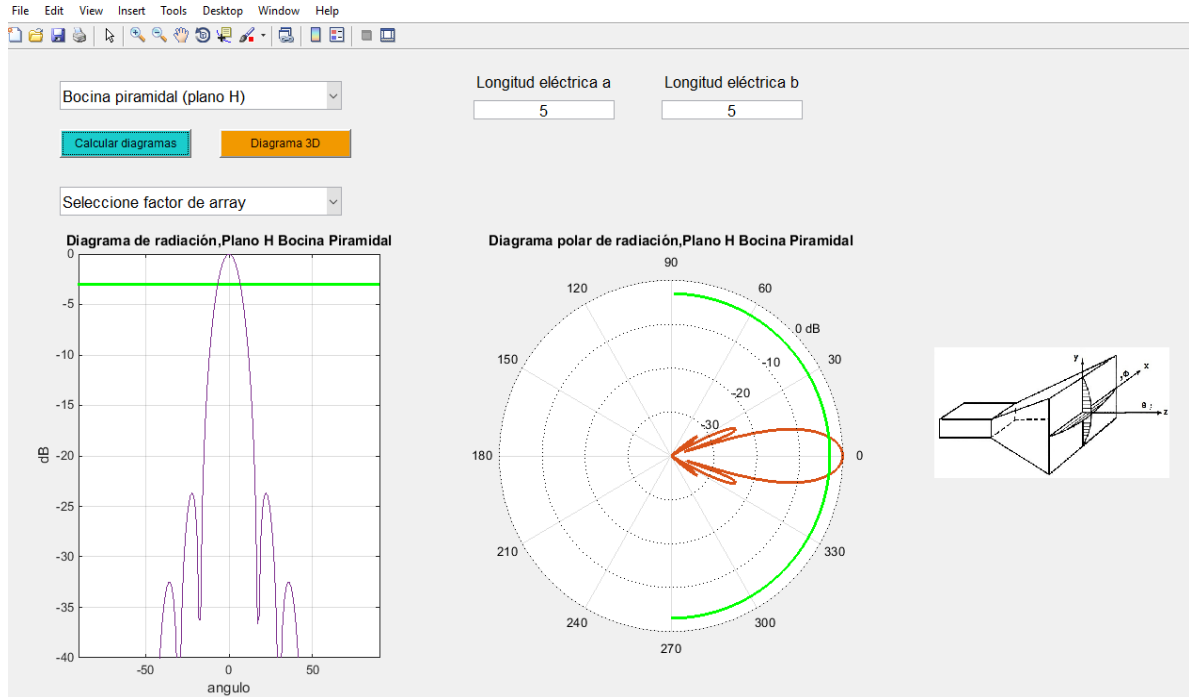 File Edit View Insert Tools Desktop Window Help
Bocina piramidal (plano H)
Longitud eléctrica a
Longitud eléctrica b
5
5
Calcular diagramas
Diagrama 3D
Seleccione factor de array
Diagrama de radiación,Plano H Bocina Piramidal
0
-5
-10
-15
-20
-25
-30
-35
-40
dB
-50
0
50
angulo
Diagrama polar de radiación,Plano H Bocina Piramidal
90
120
60
0 dB
150
-10
30
-20
-30
180
0
210
330
240
300
270
y
x
,Φ
θ
z